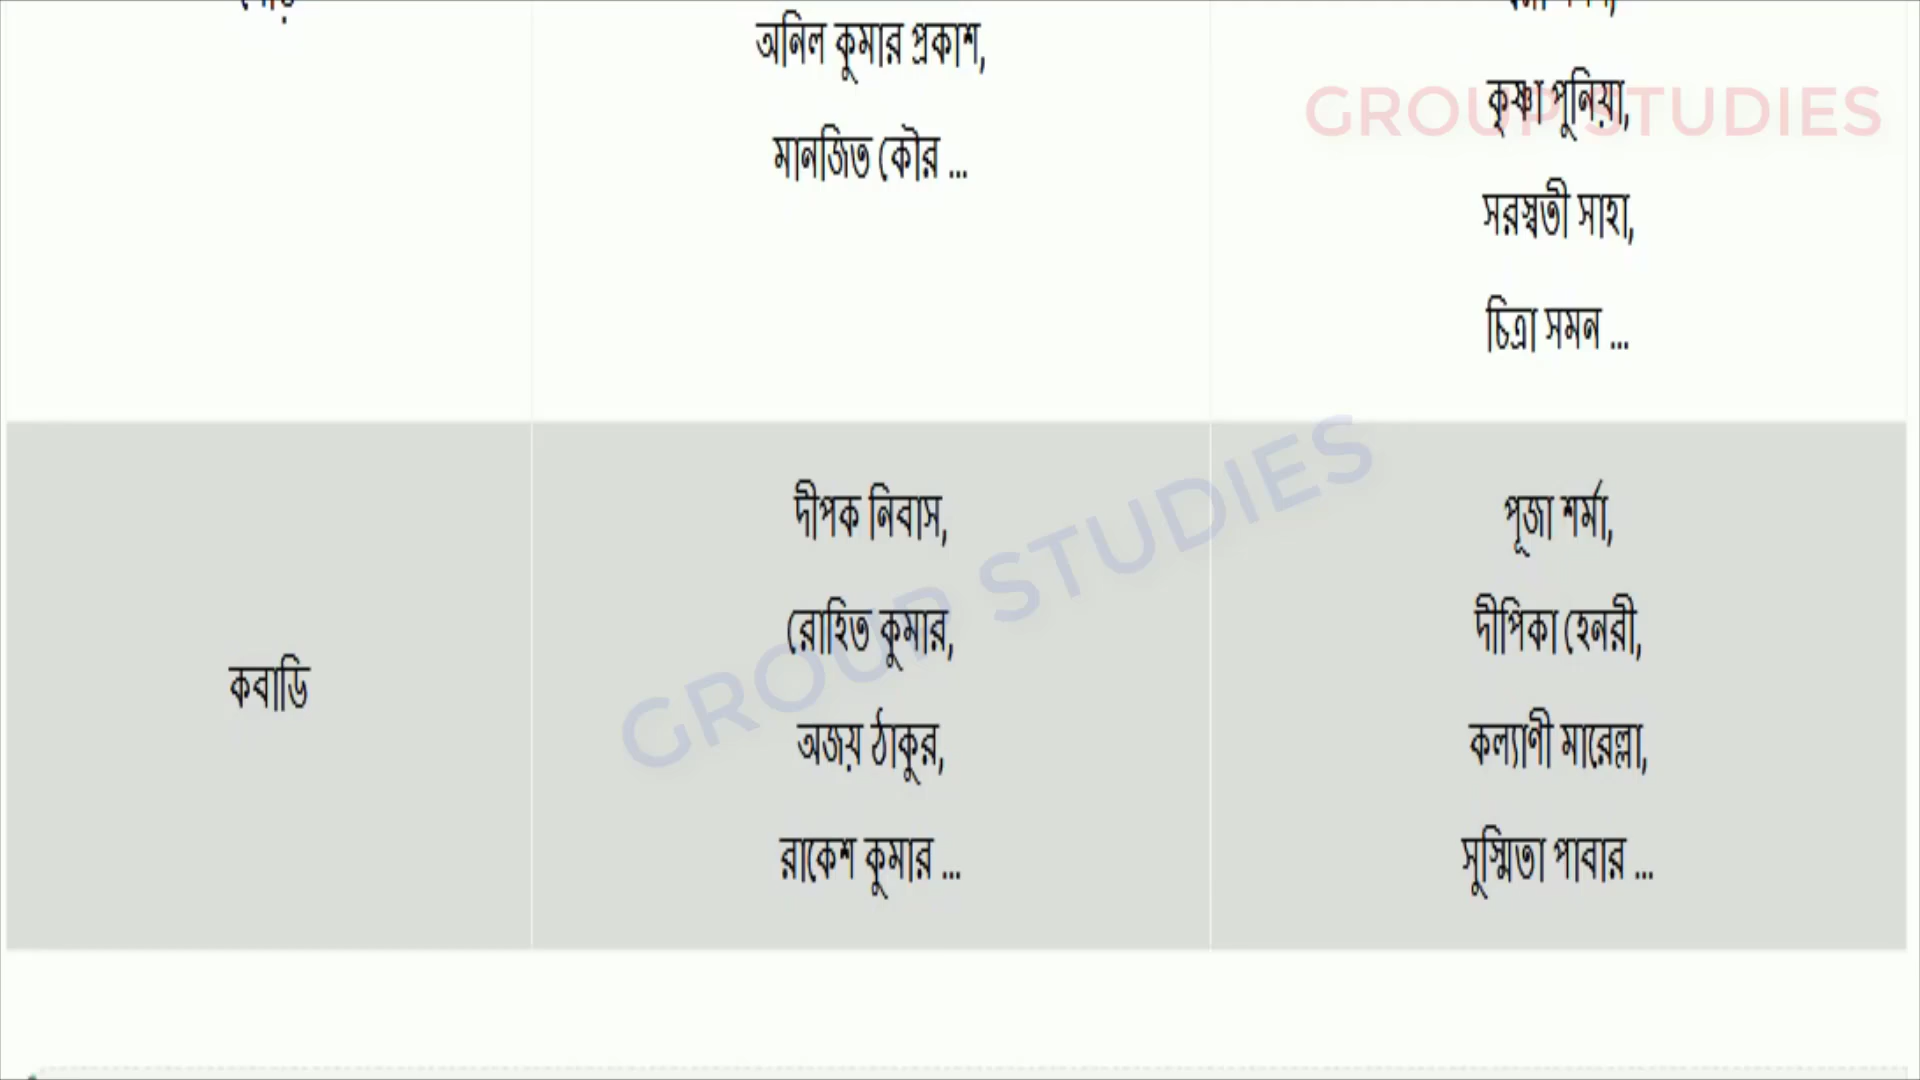 অনিল কুমার প্রকাশ,
মানজিত কৌর ...
কৃষ্ণা পুনিয়া,
সরস্বতী সাহা,
চিত্রা সমন ...
GROUP STUDIES
কবাডি
দীপক নিবাস,
রোহিত কুমার,
অজয় ঠাকুর,
রাকেশ কুমার ...
পূজা শর্মা,
দীপিকা হেনরী,
কল্যাণী মারেল্লা,
সুস্মিতা পাবার ...
GROUP STUDIES